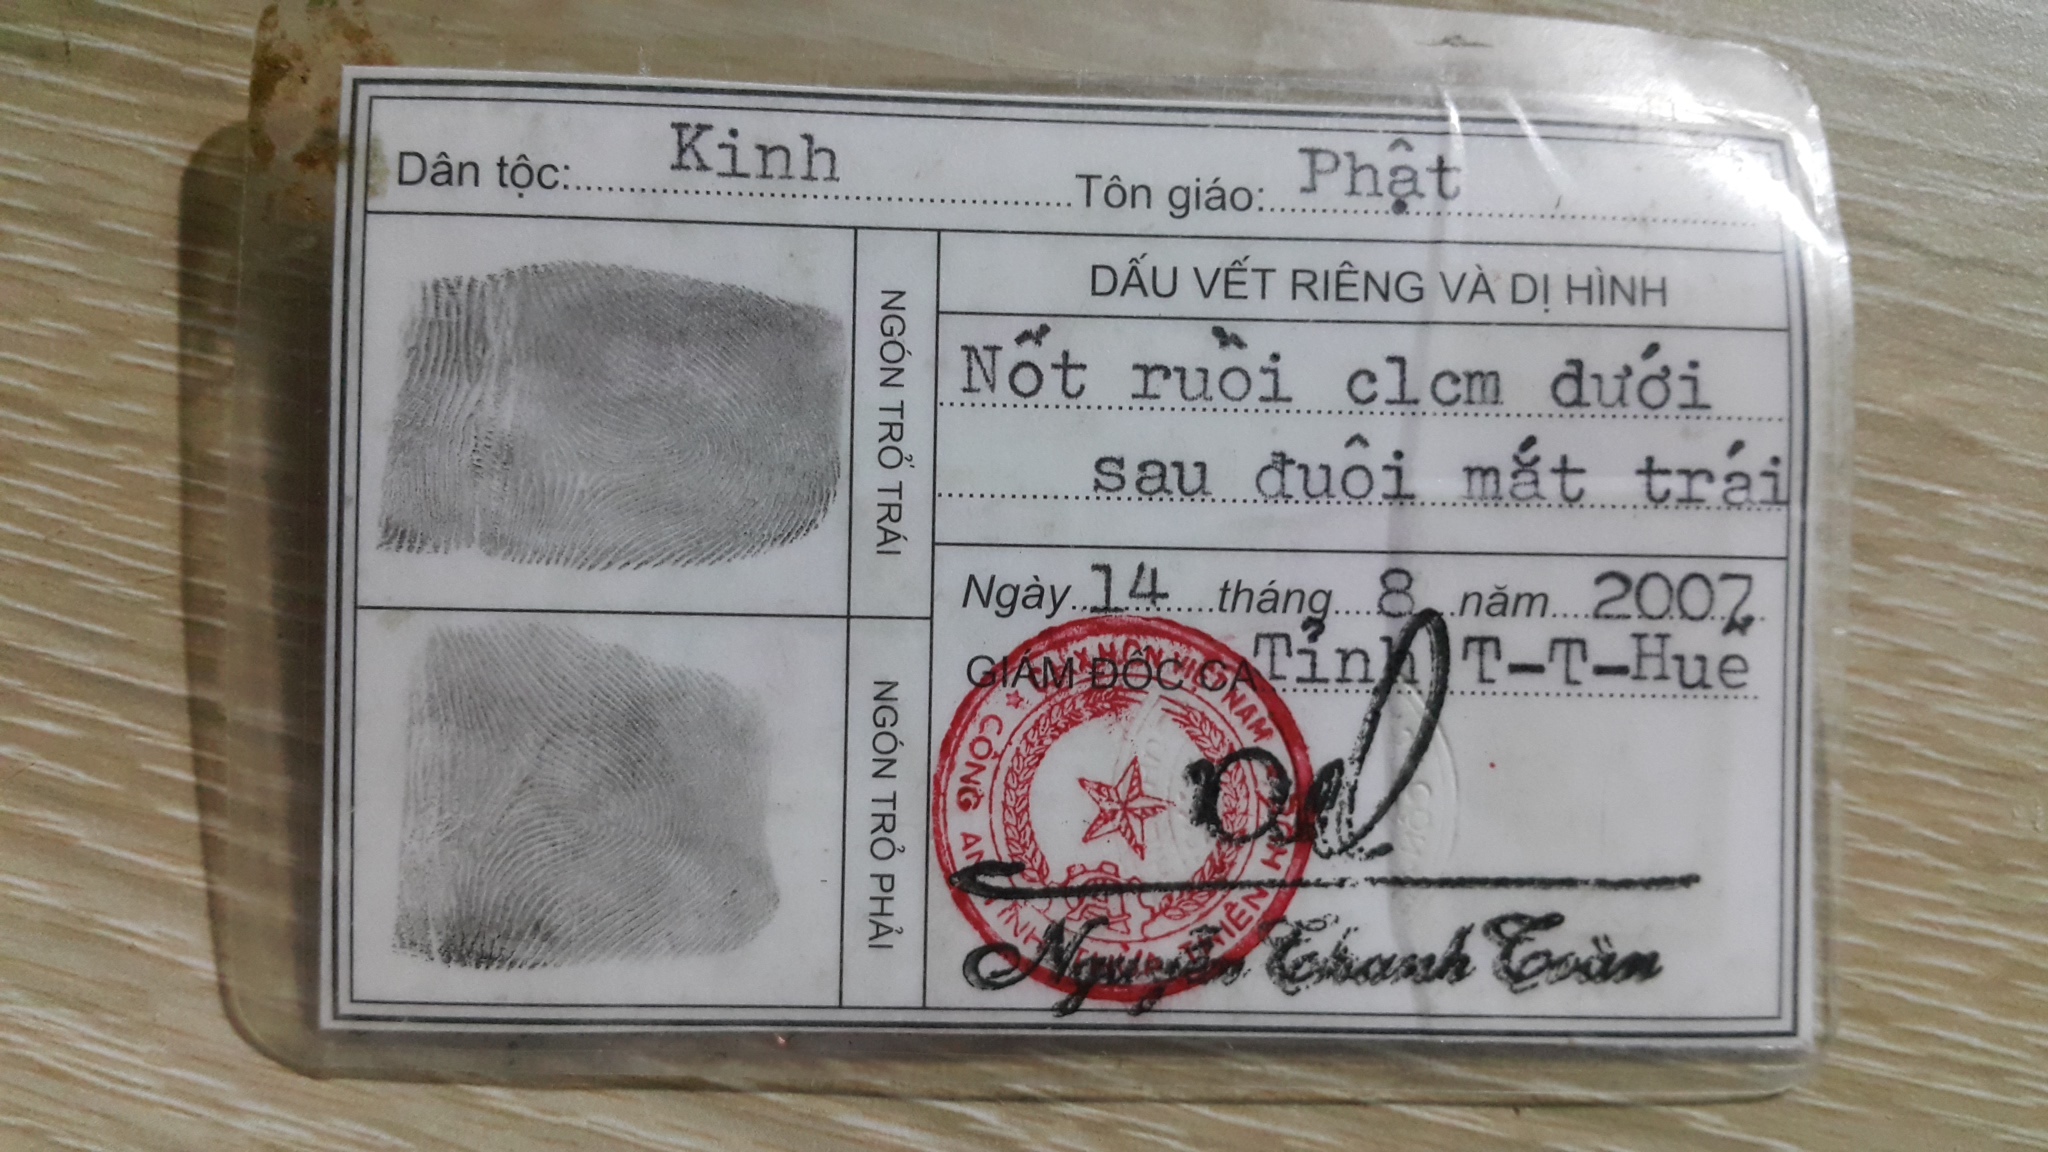 Dân tộc: Kinh Tôn giáo: Phật
NGÓN TRỎ TRÁI
DẤU VẾT RIÊNG VÀ DỊ HÌNH
Nốt ruồi c1cm dưới
sau đuôi mắt trái
Ngày 14 tháng 8 năm 2007
GIÁM ĐỐC CA Tỉnh T-T-Huế
NGÓN TRỎ PHẢI
CÔNG AN TỈNH THỪA THIÊN
VIỆT NAM
Nguyễn Thanh Toàn